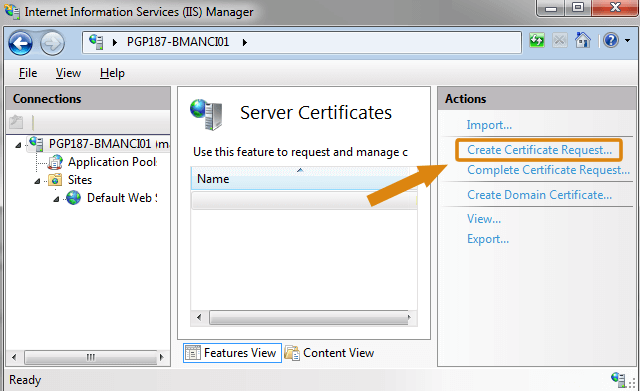 Internet Information Services (IIS) Manager
PGP187-BMANCI01
File View Help
Connections
PGP187-BMANCI01
Application Pools
Sites
Default Web S
Server Certificates
Use this feature to request and manage c
Name
Features View Content View
Actions
Import...
Create Certificate Request...
Complete Certificate Request...
Create Domain Certificate...
View...
Export...
Ready